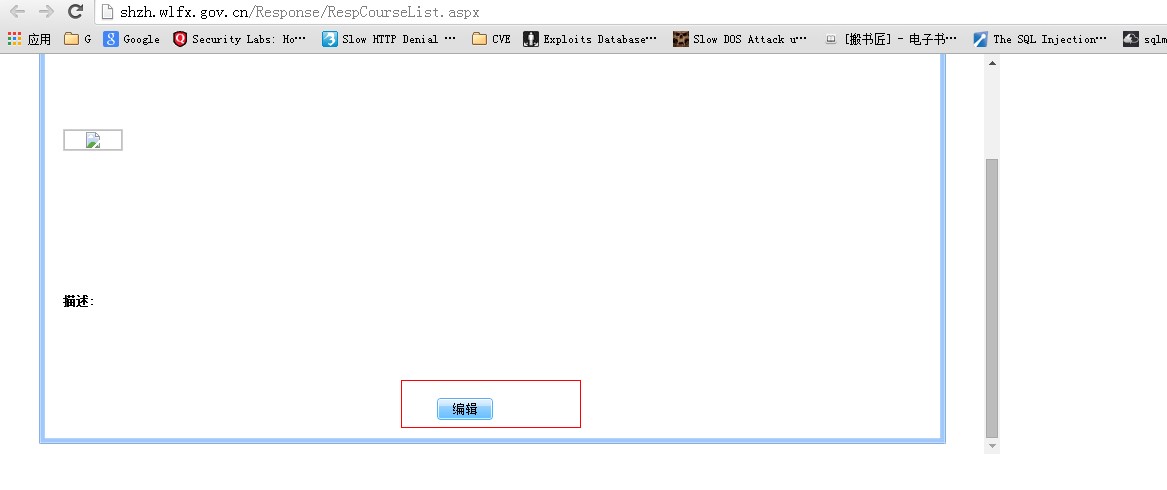 shzh.wlfx.gov.cn/Response/RespCourseList.aspx
应用 G Google Security Labs: Ho… Slow HTTP Denial … CVE Exploits Database… Slow DOS Attack u… [搬书匠] - 电子书… The SQL Injection… sqlm
描述:
编辑